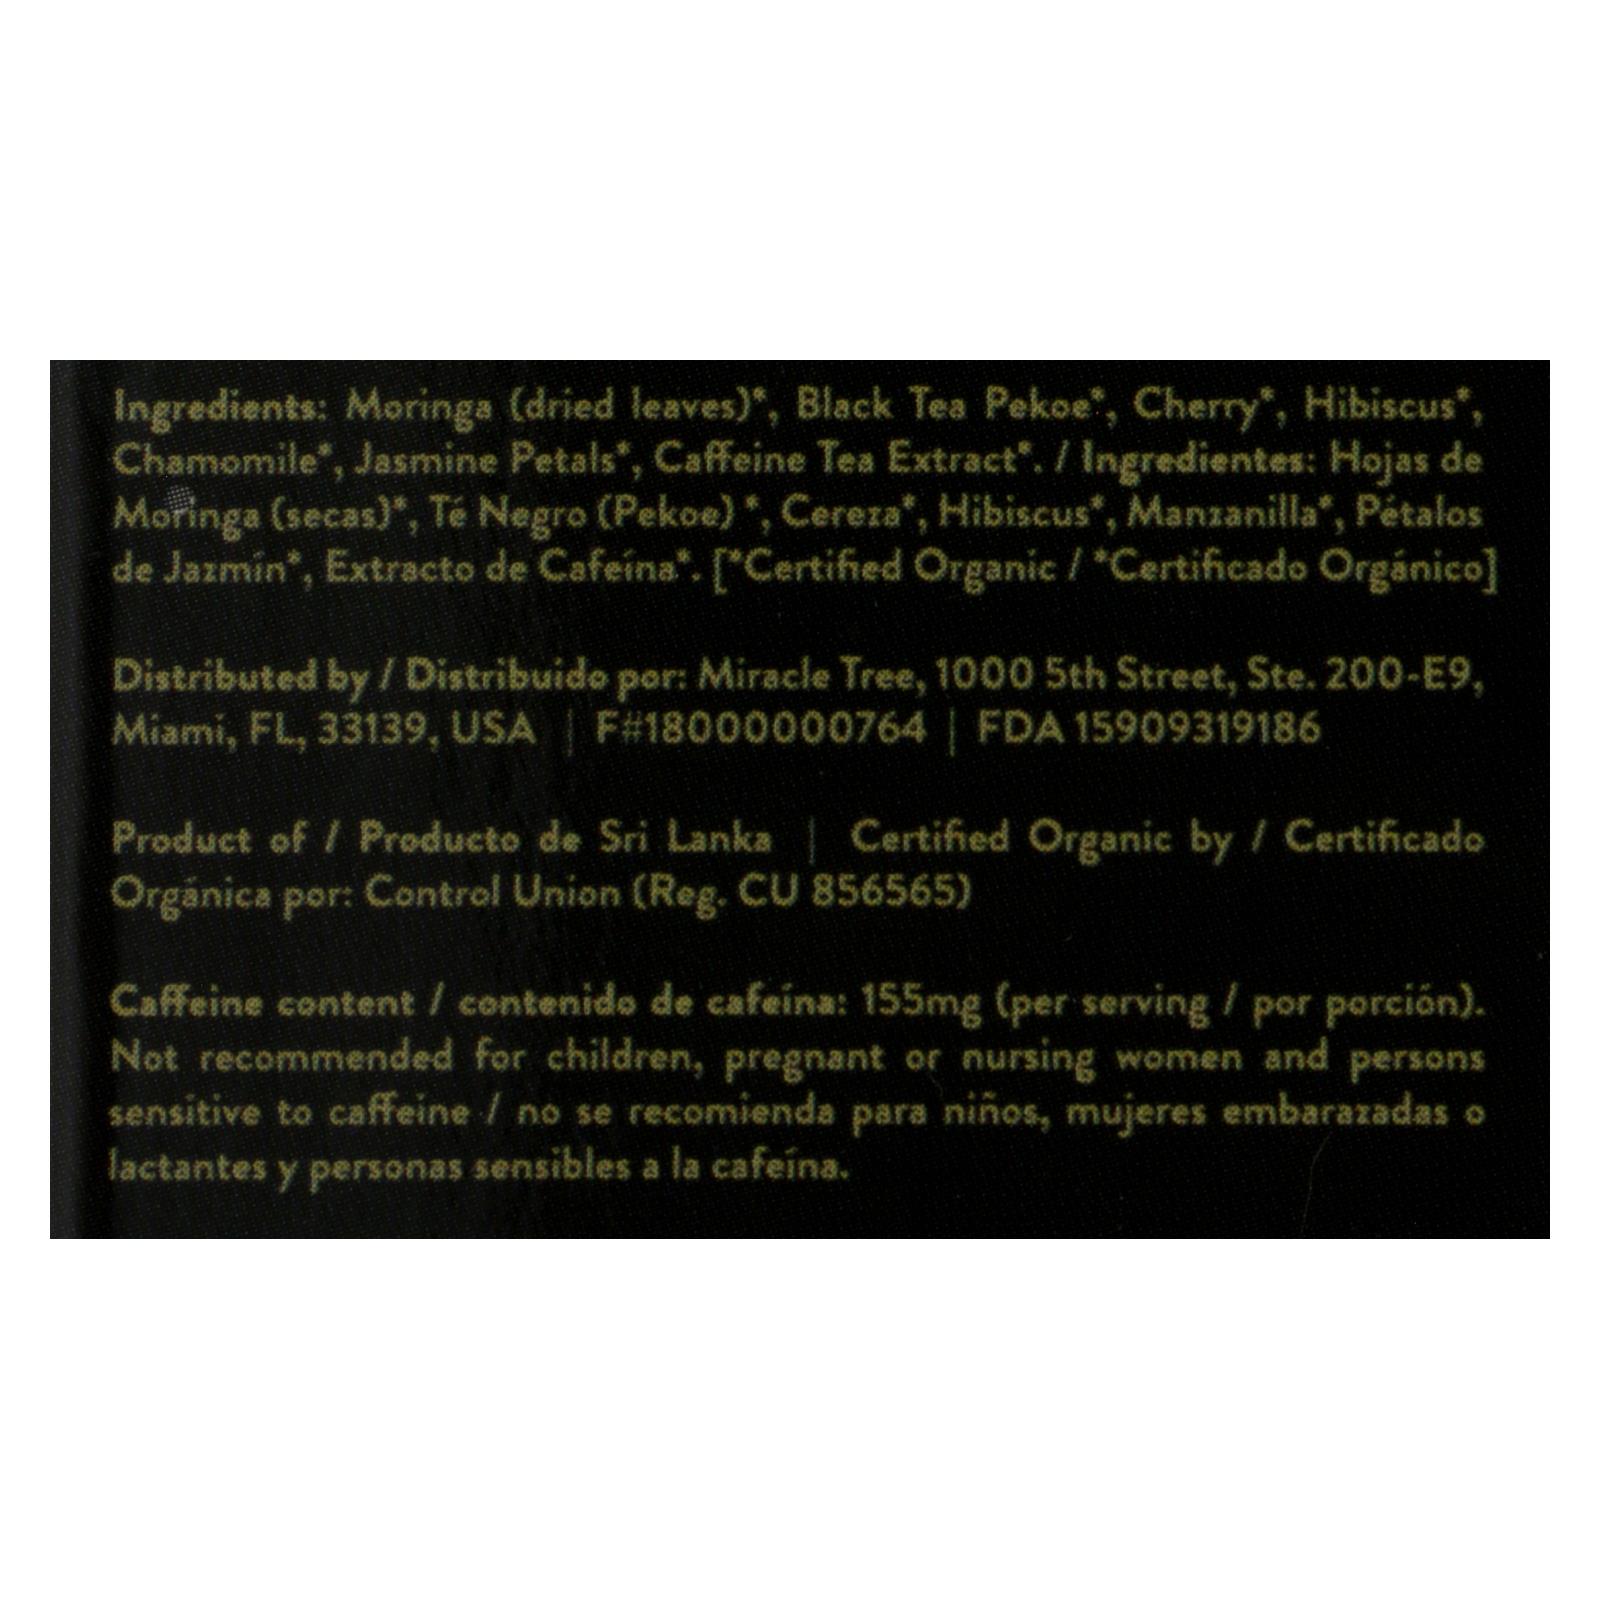 Ingredients: Moringa (dried leaves)*, Black Tea Pekoe*, Cherry*, Hibiscus*,
Chamomile*, Jasmine Petals*, Caffeine Tea Extract*. / Ingredientes: Hojas de
Moringa (secas)*, Té Negro (Pekoe) *, Cereza*, Hibiscus*, Manzanilla*, Pétalos
de Jazmín*, Extracto de Cafeína*. [*Certified Organic / *Certificado Orgánico]
Distributed by / Distribuido por: Miracle Tree, 1000 5th Street, Ste. 200-E9,
Miami, FL, 33139, USA | F#18000000764 | FDA 15909319186
Product of / Producto de Sri Lanka | Certified Organic by / Certificado
Orgánica por: Control Union (Reg. CU 856565)
Caffeine content / contenido de cafeína: 155mg (per serving / por porción).
Not recommended for children, pregnant or nursing women and persons
sensitive to caffeine / no se recomienda para niños, mujeres embarazadas o
lactantes y personas sensibles a la cafeína.